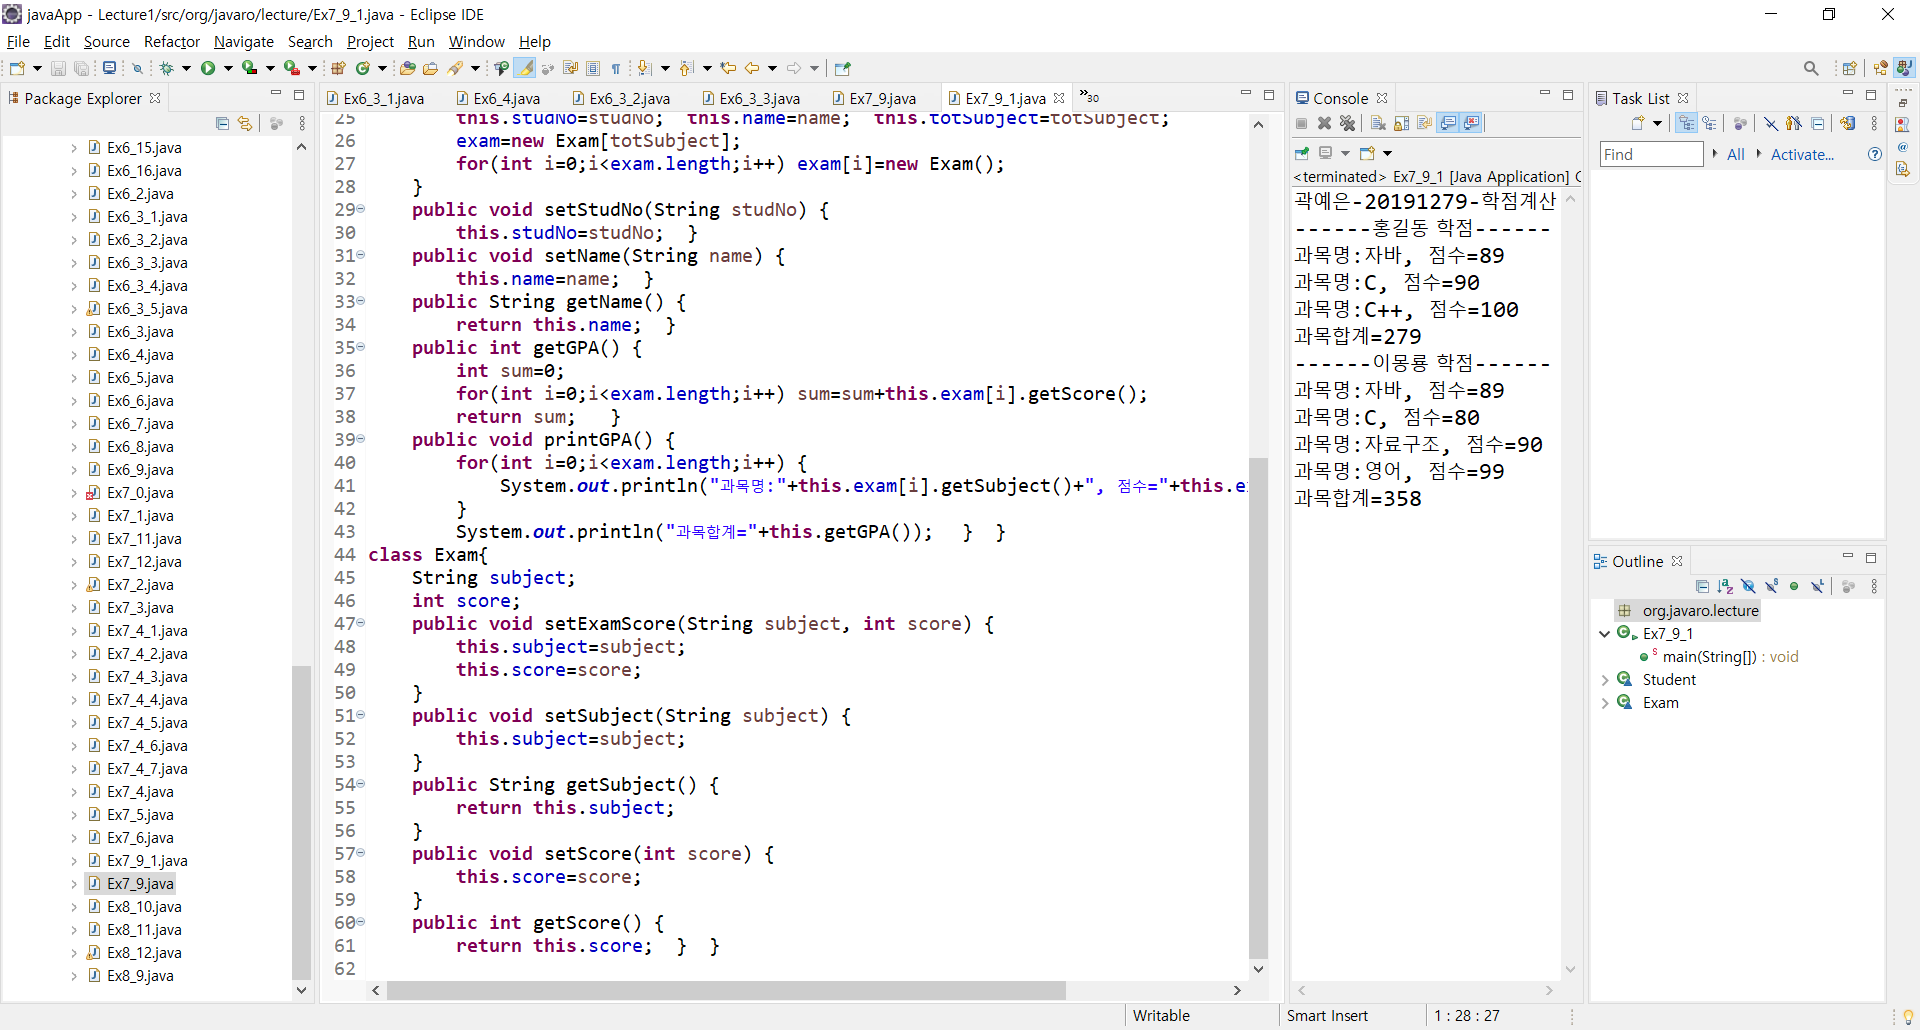 javaApp - Lecture1/src/org/javaro/lecture/Ex7_9_1.java - Eclipse IDE
File Edit Source Refactor Navigate Search Project Run Window Help
Package Explorer
Ex6_15.java
Ex6_16.java
Ex6_2.java
Ex6_3_1.java
Ex6_3_2.java
Ex6_3_3.java
Ex6_3_4.java
Ex6_3_5.java
Ex6_3.java
Ex6_4.java
Ex6_5.java
Ex6_6.java
Ex6_7.java
Ex6_8.java
Ex6_9.java
Ex7_0.java
Ex7_1.java
Ex7_11.java
Ex7_12.java
Ex7_2.java
Ex7_3.java
Ex7_4_1.java
Ex7_4_2.java
Ex7_4_3.java
Ex7_4_4.java
Ex7_4_5.java
Ex7_4_6.java
Ex7_4_7.java
Ex7_4.java
Ex7_5.java
Ex7_6.java
Ex7_9_1.java
Ex7_9.java
Ex8_10.java
Ex8_11.java
Ex8_12.java
Ex8_9.java
Ex6_3_1.java Ex6_4.java Ex6_3_2.java Ex6_3_3.java Ex7_9.java Ex7_9_1.java »30
25 this.studNo=studNo; this.name=name; this.totSubject=totSubject;
26 exam=new Exam[totSubject];
27 for(int i=0;i<exam.length;i++) exam[i]=new Exam();
28 }
29 public void setStudNo(String studNo) {
30 this.studNo=studNo; }
31 public void setName(String name) {
32 this.name=name; }
33 public String getName() {
34 return this.name; }
35 public int getGPA() {
36 int sum=0;
37 for(int i=0;i<exam.length;i++) sum=sum+this.exam[i].getScore();
38 return sum; }
39 public void printGPA() {
40 for(int i=0;i<exam.length;i++) {
41 System.out.println("과목명:"+this.exam[i].getSubject()+", 점수="+this.e
42 }
43 System.out.println("과목합계="+this.getGPA()); } }
44 class Exam{
45 String subject;
46 int score;
47 public void setExamScore(String subject, int score) {
48 this.subject=subject;
49 this.score=score;
50 }
51 public void setSubject(String subject) {
52 this.subject=subject;
53 }
54 public String getSubject() {
55 return this.subject;
56 }
57 public void setScore(int score) {
58 this.score=score;
59 }
60 public int getScore() {
61 return this.score; } }
62
Console
<terminated> Ex7_9_1 [Java Application] C
곽예은-20191279-학점계산
------홍길동 학점------
과목명:자바, 점수=89
과목명:C, 점수=90
과목명:C++, 점수=100
과목합계=279
------이몽룡 학점------
과목명:자바, 점수=89
과목명:C, 점수=80
과목명:자료구조, 점수=90
과목명:영어, 점수=99
과목합계=358
Task List
Find All Activate...
Outline
org.javaro.lecture
Ex7_9_1
main(String[]) : void
Student
Exam
Writable Smart Insert 1 : 28 : 27